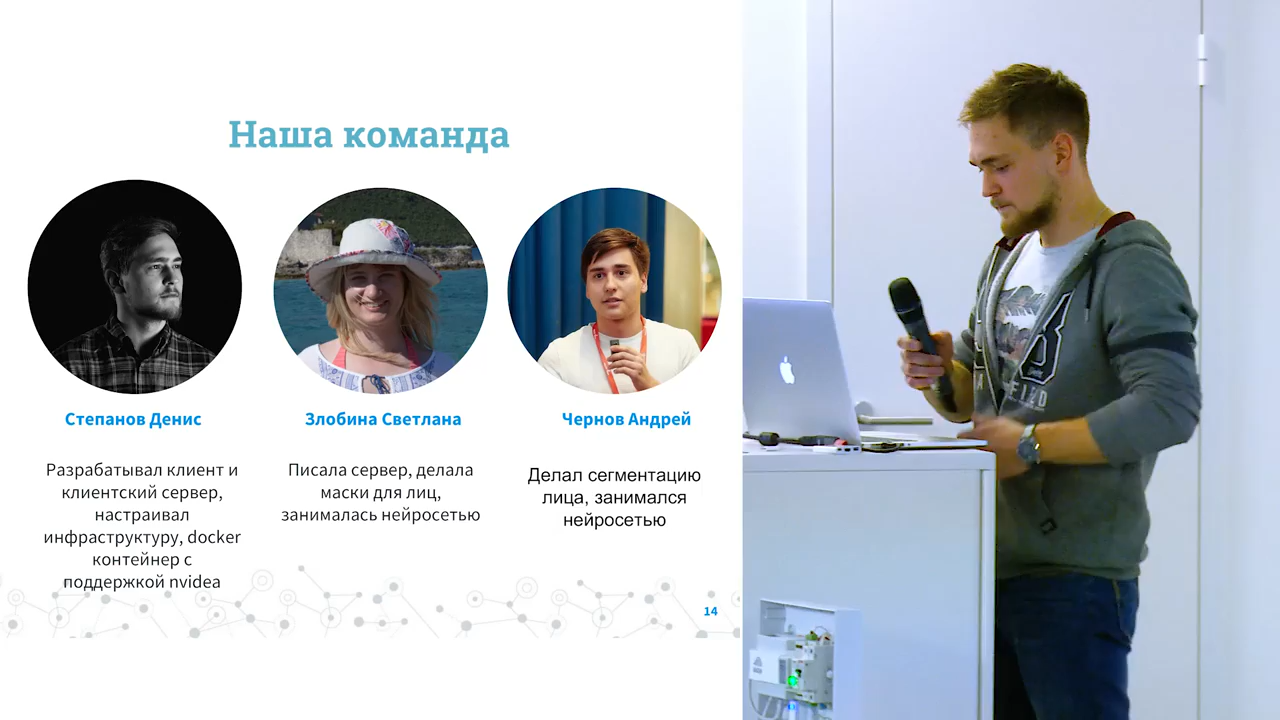 Наша команда
Степанов Денис
Злобина Светлана
Чернов Андрей
Разрабатывал клиент и
клиентский сервер,
настраивал
инфраструктуру, docker
контейнер с
поддержкой nvidea
Писала сервер, делала
маски для лиц,
занималась нейросетью
Делал сегментацию
лица, занимался
нейросетью
14